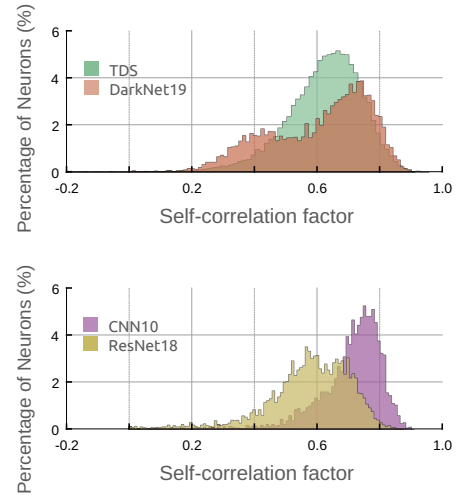 Percentage of Neurons (%)
6
4
2
0
TDS
DarkNet19
-0.2
0.2
0.6
1.0
Self-correlation factor
Percentage of Neurons (%)
6
4
2
0
CNN10
ResNet18
-0.2
0.2
0.6
1.0
Self-correlation factor